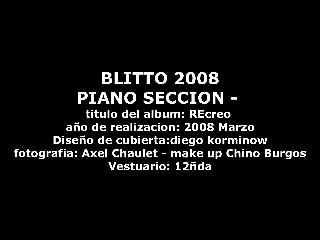 BLITTO 2008
PIANO SECCION -
titulo del album: REcreo
año de realizacion: 2008 Marzo
Diseño de cubierta:diego korminow
fotografia: Axel Chaulet - make up Chino Burgos
Vestuario: 12ñda